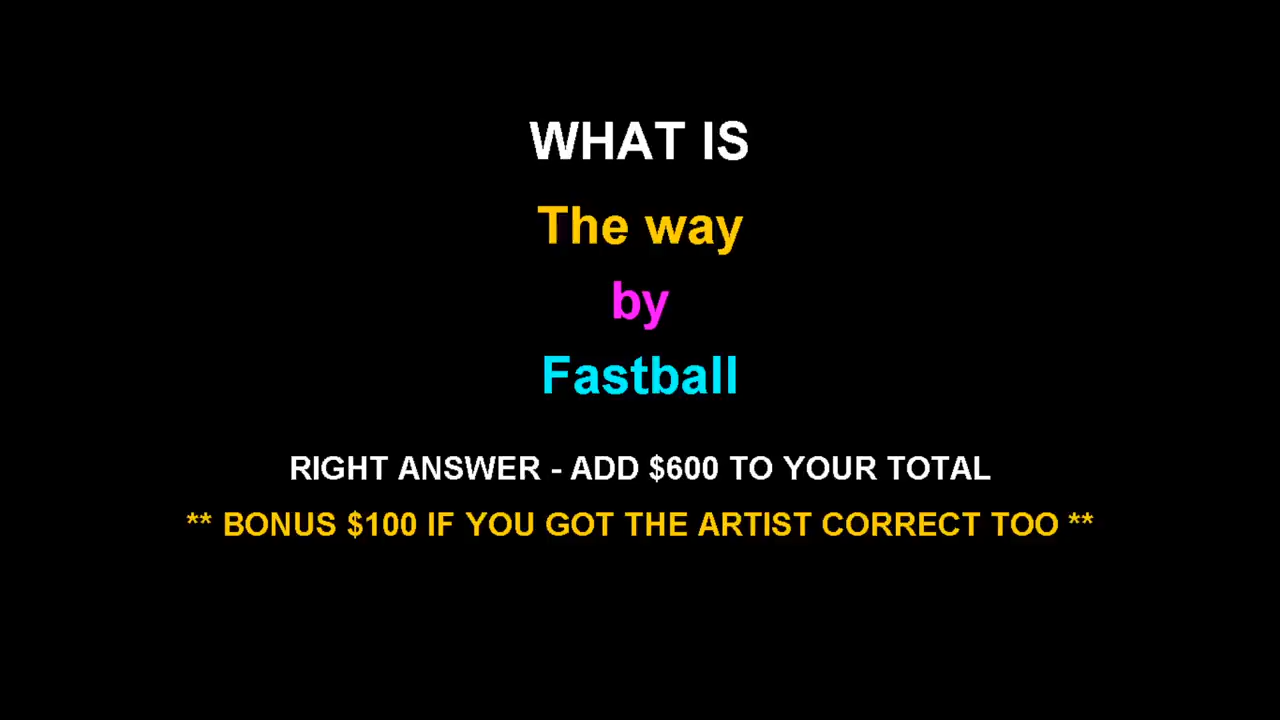 WHAT IS
The way
by
Fastball
RIGHT ANSWER - ADD $600 TO YOUR TOTAL
** BONUS $100 IF YOU GOT THE ARTIST CORRECT TOO **